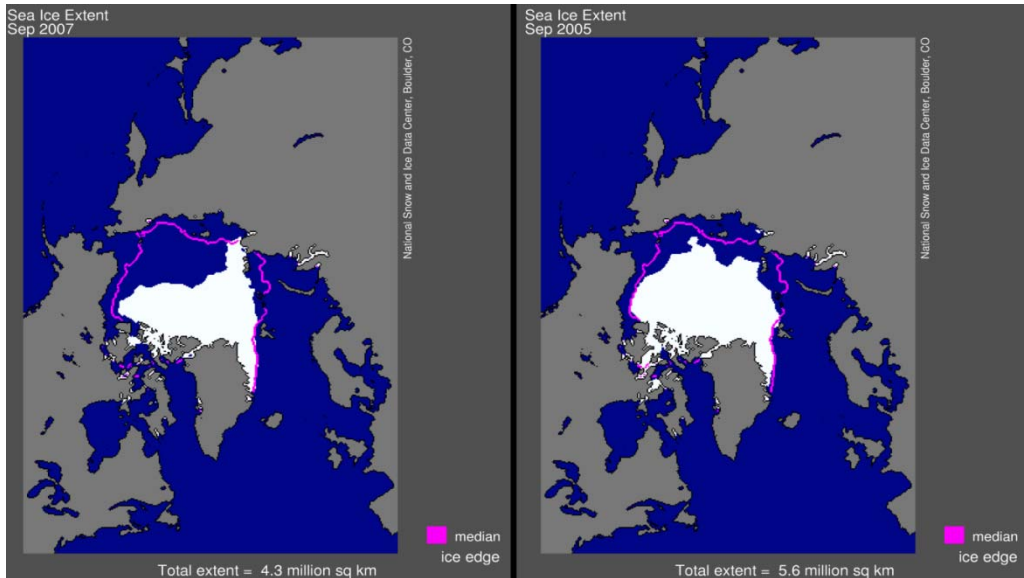 Sea Ice Extent
Sep 2007
National Snow and Ice Data Center, Boulder, CO
median
ice edge
Total extent = 4.3 million sq km
Sea Ice Extent
Sep 2005
National Snow and Ice Data Center, Boulder, CO
median
ice edge
Total extent = 5.6 million sq km